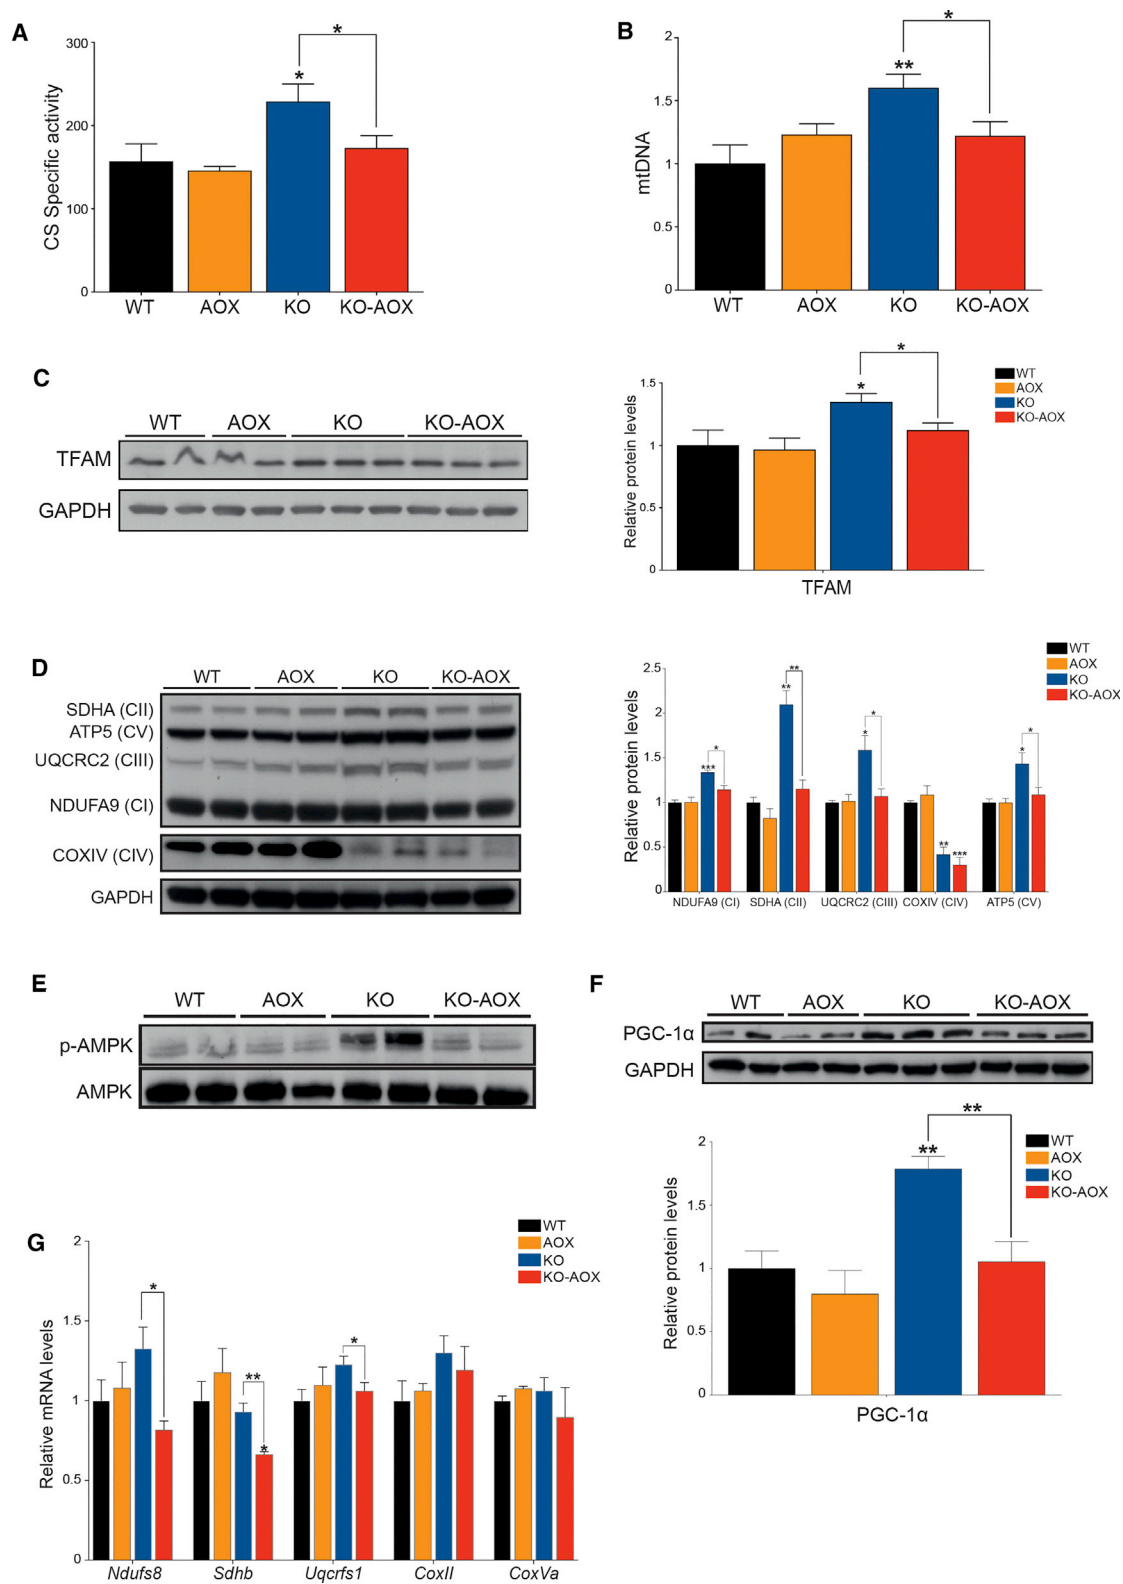 A
CS Specific activity
300
200
100
0
*
*
WT AOX KO KO-AOX
B
mtDNA
2
1.5
1
0.5
0
*
**
WT AOX KO KO-AOX
C
WT AOX KO KO-AOX
TFAM
GAPDH
Relative protein levels
1.5
1
0.5
0
*
*
TFAM
WT
AOX
KO
KO-AOX
D
WT AOX KO KO-AOX
SDHA (CII)
ATP5 (CV)
UQCRC2 (CIII)
NDUFA9 (CI)
COXIV (CIV)
GAPDH
Relative protein levels
2.5
2
1.5
1
0.5
0
*** * ** ** * * ** *** * *
NDUFA9 (CI) SDHA (CII) UQCRC2 (CIII) COXIV (CIV) ATP5 (CV)
WT
AOX
KO
KO-AOX
E
WT AOX KO KO-AOX
p-AMPK
AMPK
F
WT AOX KO KO-AOX
PGC-1α
GAPDH
Relative protein levels
2
1.5
1
0.5
0
**
**
PGC-1α
WT
AOX
KO
KO-AOX
G
WT
AOX
KO
KO-AOX
Relative mRNA levels
2
1.5
1
0.5
0
* ** * *
Ndufs8 Sdhb Uqcrfs1 CoxII CoxVa